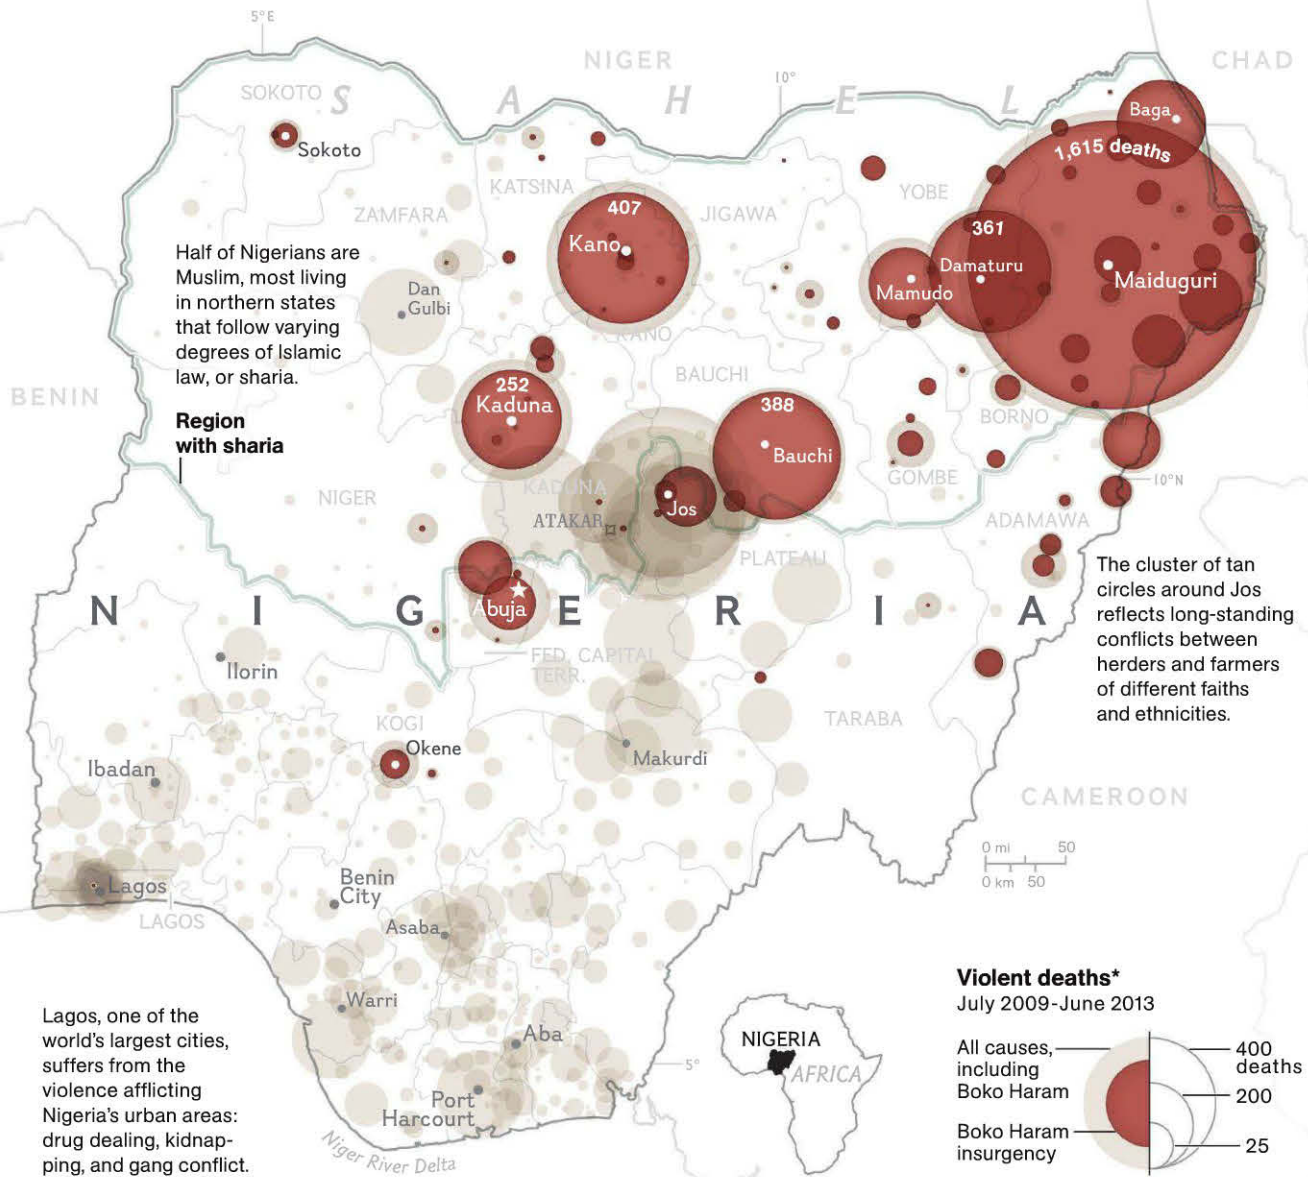 5°E
NIGER
10°
CHAD
SOKOTO
SAHEL
Baga
Sokoto
1,615 deaths
KATSINA
YOBE
ZAMFARA
407
JIGAWA
361
Kano
Damaturu
Mamudo
Maiduguri
Half of Nigerians are
Muslim, most living
in northern states
that follow varying
degrees of Islamic
law, or sharia.
Dan
Gulbi
KANO
BENIN
252
Kaduna
BAUCHI
388
BORNO
Region
with sharia
Bauchi
GOMBE
10°N
NIGER
KADUNA
Jos
ATAKAR
ADAMAWA
PLATEAU
The cluster of tan
circles around Jos
reflects long-standing
conflicts between
herders and farmers
of different faiths
and ethnicities.
NIGERIA
Abuja
FED. CAPITAL
TERR.
Ilorin
KOGI
TARABA
Okene
Makurdi
Ibadan
CAMEROON
0 mi 50
0 km 50
Lagos
Benin
City
LAGOS
Asaba
Warri
Aba
5°
Port
Harcourt
Niger River Delta
Lagos, one of the
world's largest cities,
suffers from the
violence afflicting
Nigeria's urban areas:
drug dealing, kidnap-
ping, and gang conflict.
NIGERIA
AFRICA
Violent deaths*
July 2009-June 2013
All causes,
including
Boko Haram
Boko Haram
insurgency
400
deaths
200
25